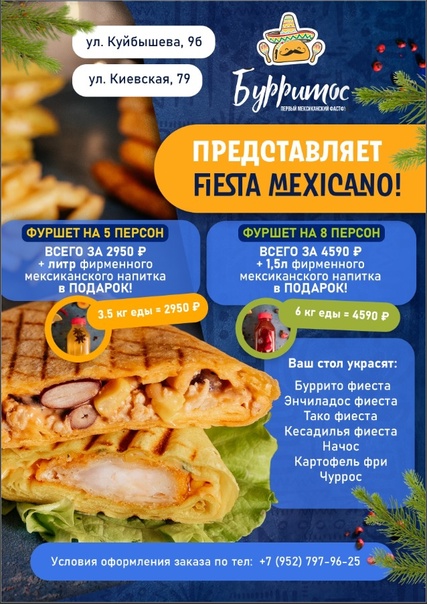 ул. Куйбышева, 9б
ул. Киевская, 79
Бурритос
ПЕРВЫЙ МЕКСИКАНСКИЙ ФАСТФУД
ПРЕДСТАВЛЯЕТ
FIESTA MEXICANO!
ФУРШЕТ НА 5 ПЕРСОН
ВСЕГО ЗА 2950 ₽
+ литр фирменного
мексиканского напитка
в ПОДАРОК!
3.5 кг еды = 2950 ₽
ФУРШЕТ НА 8 ПЕРСОН
ВСЕГО ЗА 4590 ₽
+ 1,5л фирменного
мексиканского напитка
в ПОДАРОК!
6 кг еды = 4590 ₽
Ваш стол украсят:
Буррито фиеста
Энчиладос фиеста
Тако фиеста
Кесадилья фиеста
Начос
Картофель фри
Чуррос
Условия оформления заказа по тел: +7 (952) 797-96-25